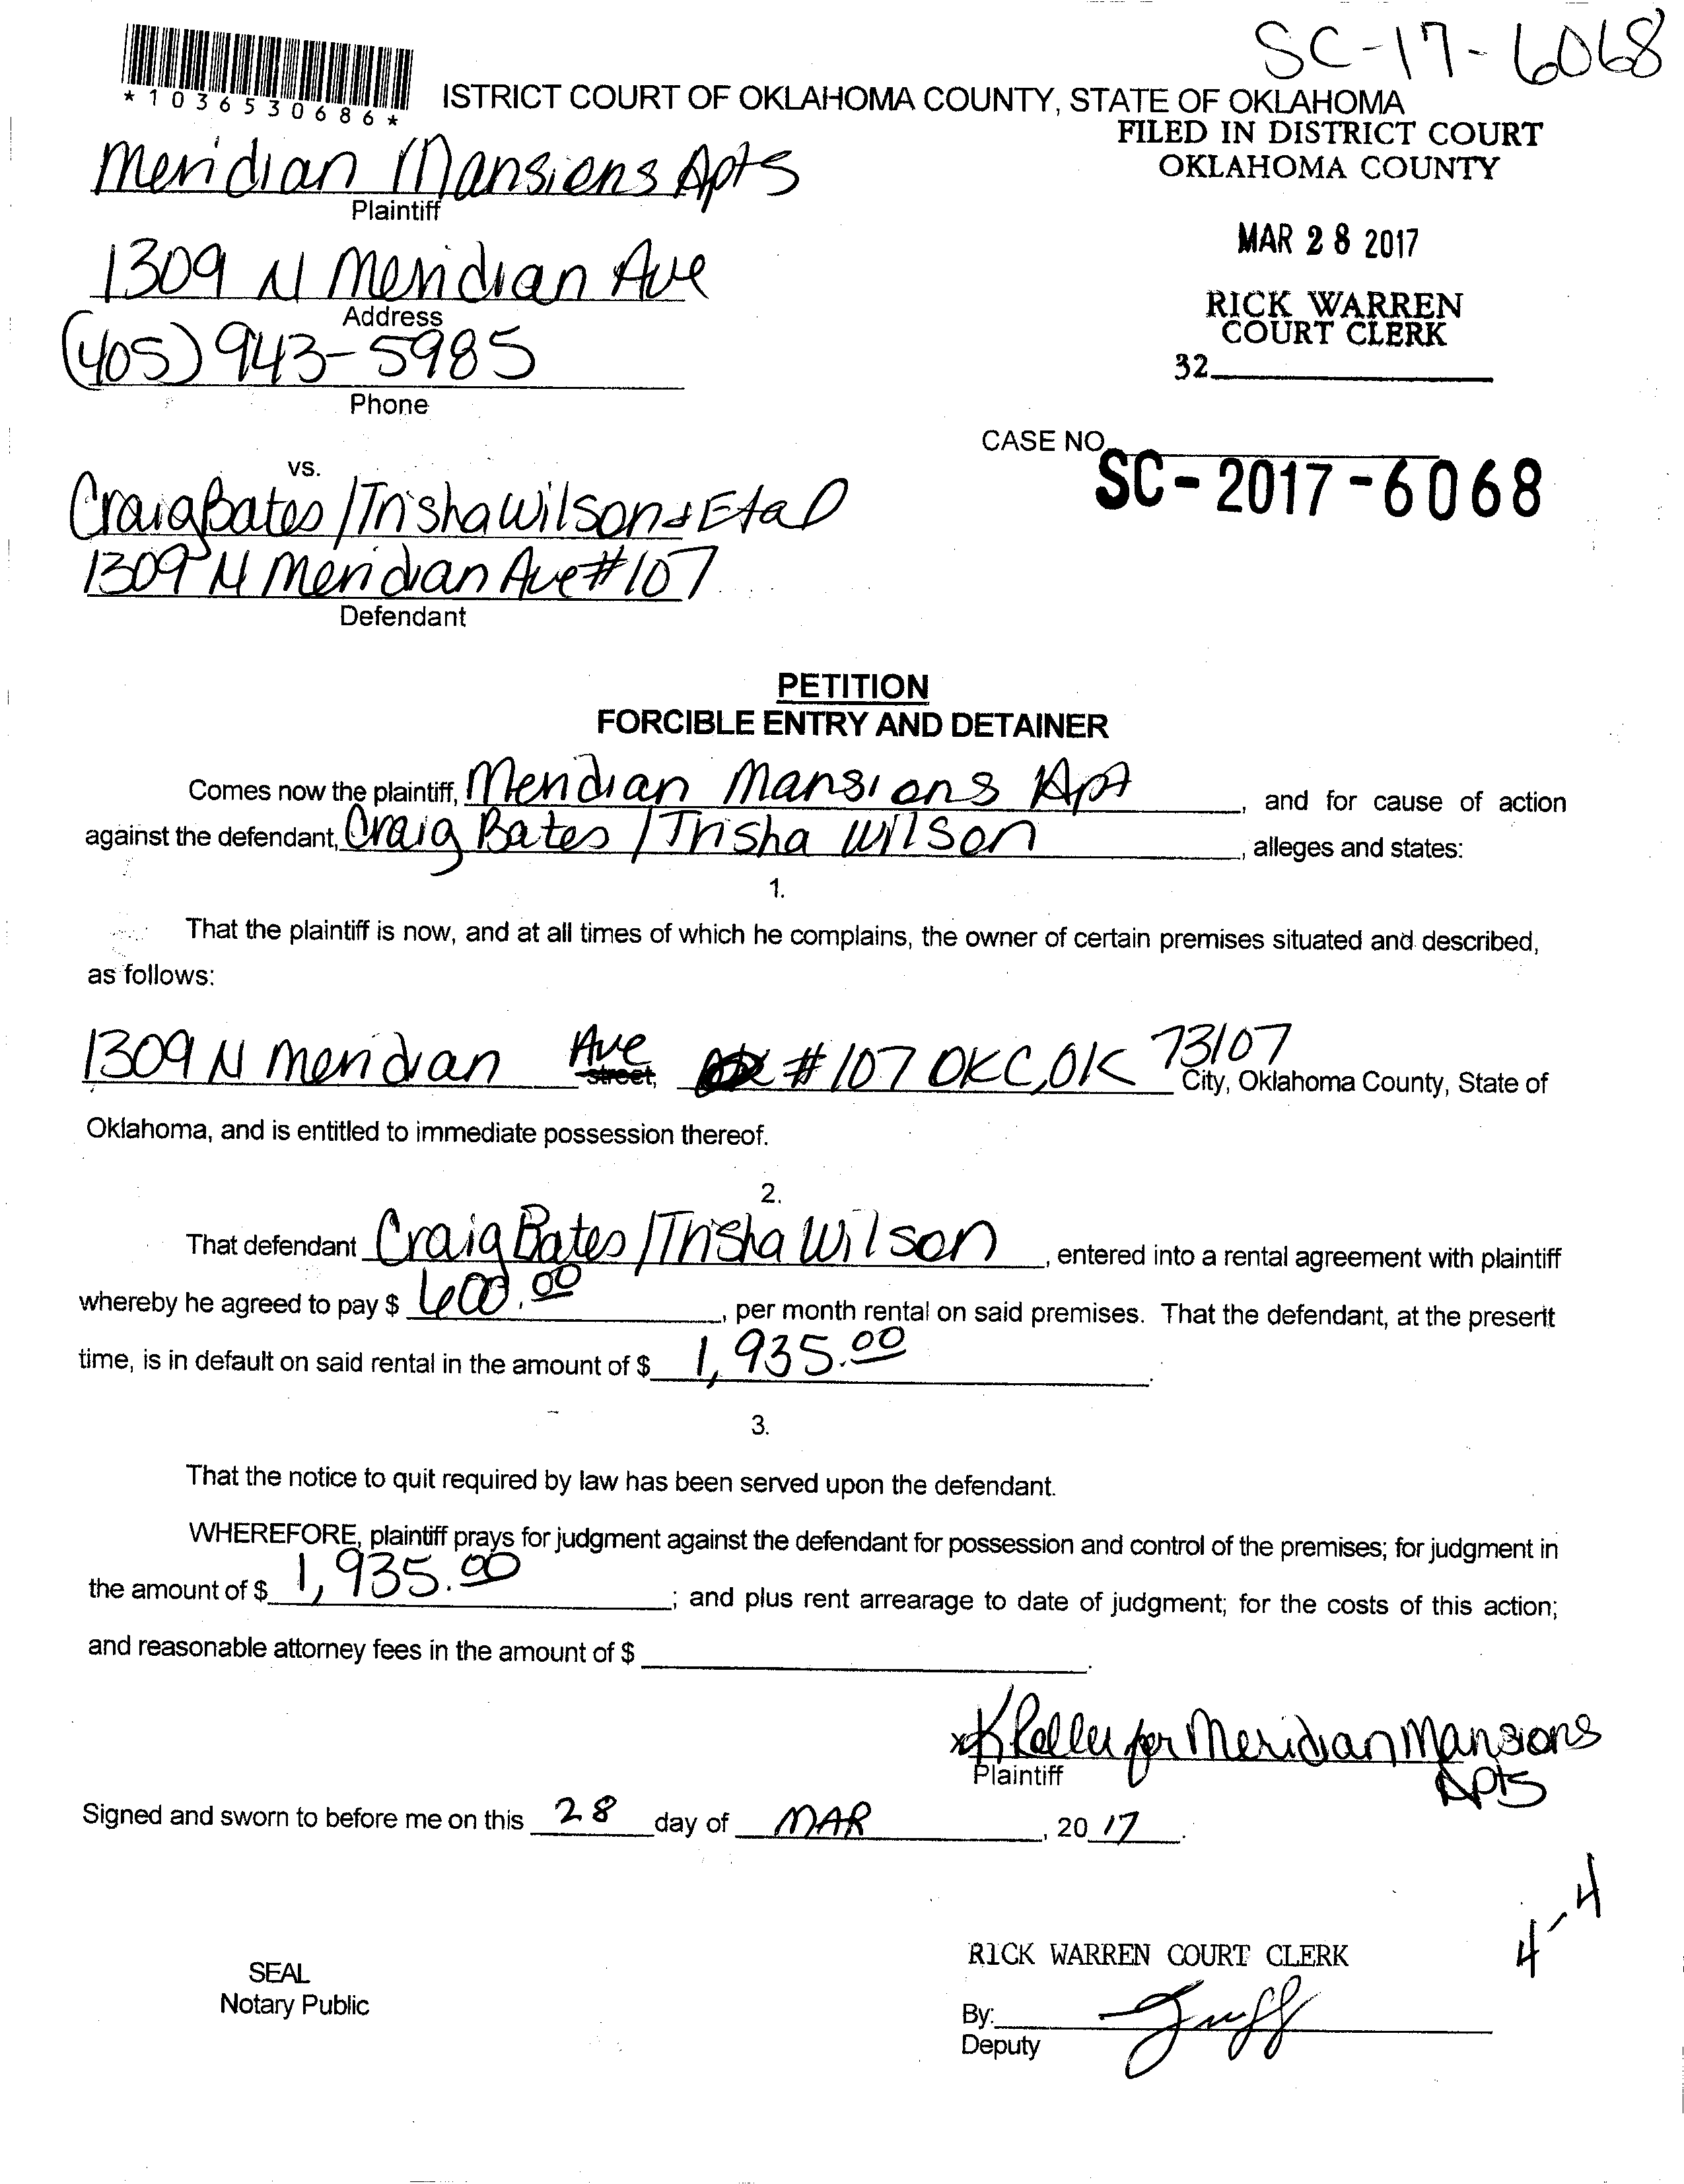 SC-17-6068
*1036530686*
ISTRICT COURT OF OKLAHOMA COUNTY, STATE OF OKLAHOMA
FILED IN DISTRICT COURT
OKLAHOMA COUNTY
Meridian Mansions Apts
Plaintiff
MAR 28 2017
1309 N Meridian Ave
Address
RICK WARREN
COURT CLERK
32
(405) 943-5985
Phone
CASE NO.
SC-2017-6068
vs.
Craig Bates / Trisha Wilson & Etal
1309 N Meridian Ave #107
Defendant
PETITION
FORCIBLE ENTRY AND DETAINER
Comes now the plaintiff, Meridian Mansions Apt, and for cause of action
against the defendant, Craig Bates / Trisha Wilson, alleges and states:
1.
That the plaintiff is now, and at all times of which he complains, the owner of certain premises situated and described,
as follows:
1309 N Meridian Ave street, #107 OKC, OK 73107 City, Oklahoma County, State of
Oklahoma, and is entitled to immediate possession thereof.
2.
That defendant Craig Bates / Trisha Wilson, entered into a rental agreement with plaintiff
whereby he agreed to pay $ 600.00, per month rental on said premises. That the defendant, at the present
time, is in default on said rental in the amount of $ 1,935.00.
3.
That the notice to quit required by law has been served upon the defendant.
WHEREFORE, plaintiff prays for judgment against the defendant for possession and control of the premises; for judgment in
the amount of $ 1,935.00; and plus rent arrearage to date of judgment; for the costs of this action;
and reasonable attorney fees in the amount of $ .
x K for Meridian Mansions
Plaintiff
Apts
Signed and sworn to before me on this 28 day of MAR, 20 17.
4-4
RICK WARREN COURT CLERK
SEAL
Notary Public
By:
Deputy